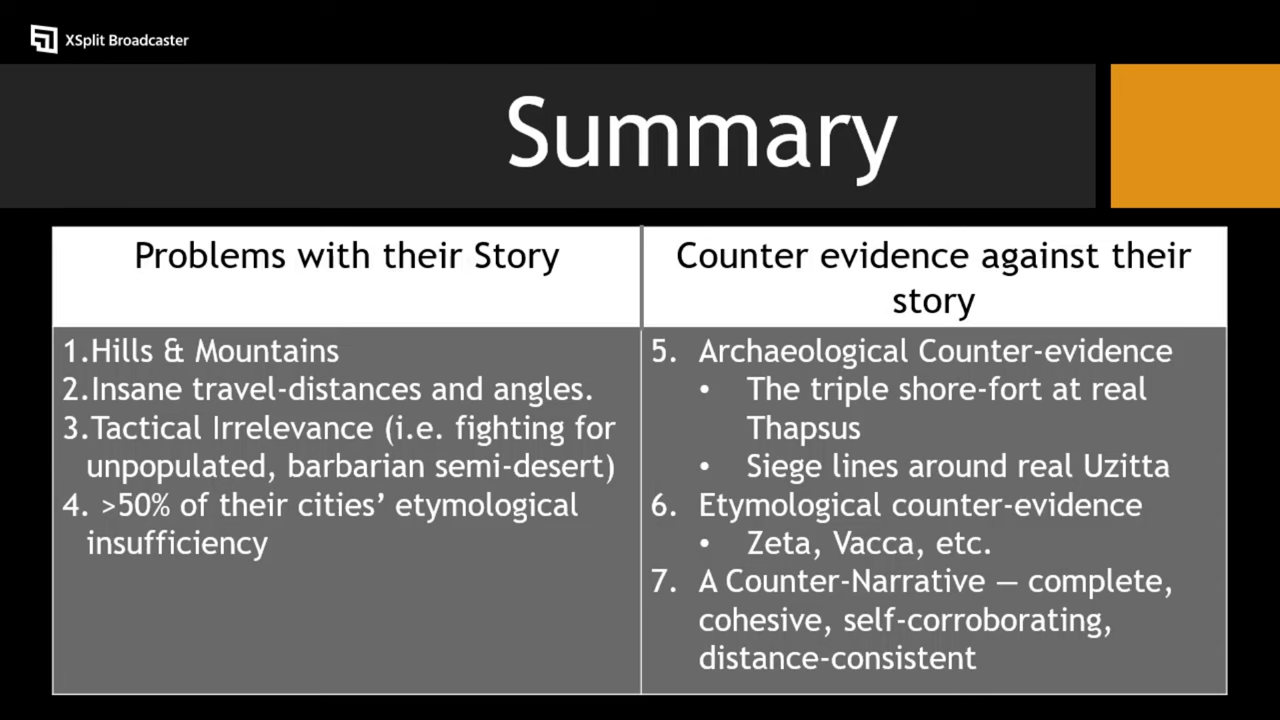 XSplit Broadcaster
Summary
Problems with their Story
1.Hills & Mountains
2.Insane travel-distances and angles.
3.Tactical Irrelevance (i.e. fighting for
unpopulated, barbarian semi-desert)
4. >50% of their cities’ etymological
insufficiency
Counter evidence against their
story
5. Archaeological Counter-evidence
• The triple shore-fort at real
Thapsus
• Siege lines around real Uzitta
6. Etymological counter-evidence
• Zeta, Vacca, etc.
7. A Counter-Narrative — complete,
cohesive, self-corroborating,
distance-consistent